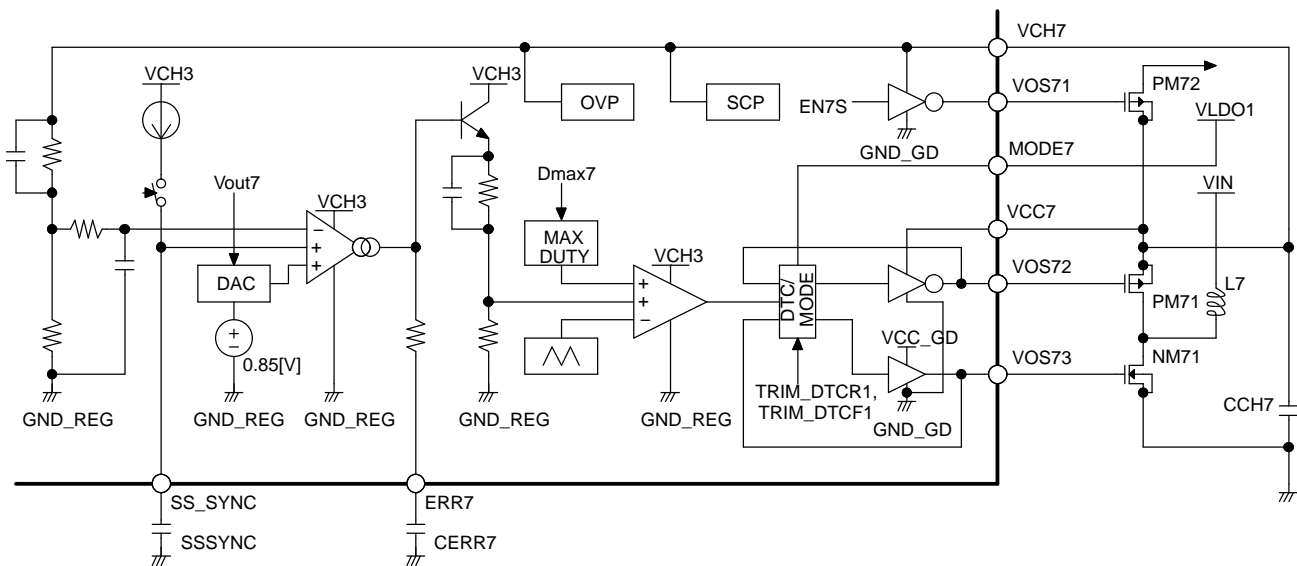 VCH7
VCH3
VCH3
OVP
SCP
EN7S
GND_GD
VOS71
PM72
VLDO1
MODE7
Vout7
Dmax7
VIN
VCH3
−
+
+
MAX
DUTY
VCC7
DAC
VCH3
+
+
−
DTC/
MODE
VOS72
L7
PM71
+
−
0.85[V]
VCC_GD
VOS73
NM71
TRIM_DTCR1,
TRIM_DTCF1
GND_REG
GND_REG
GND_REG
GND_REG
GND_REG
GND_GD
CCH7
SS_SYNC
ERR7
SSSYNC
CERR7